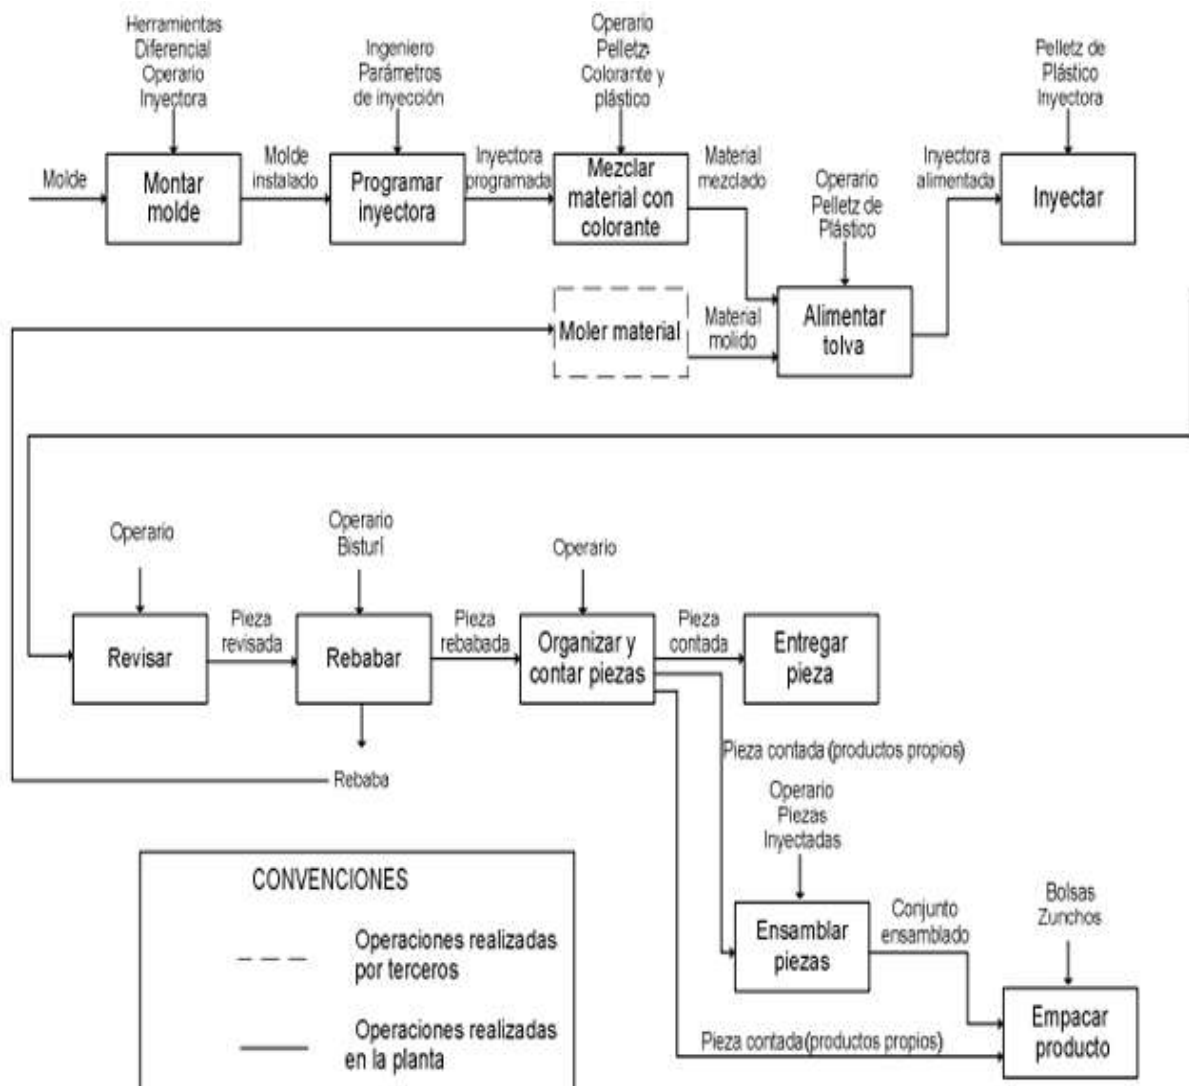 Herramientas
Diferencial
Operario
Inyectora
Ingeniero
Parámetros
de inyección
Operario
Pelletz-
Colorante y
plástico
Pelletz de
Plástico
Inyectora
Molde
Montar
molde
Molde
instalado
Programar
inyectora
Inyectora
programada
Mezclar
material con
colorante
Material
mezclado
Operario
Pelletz de
Plástico
Inyectora
alimentada
Inyectar
Moler material
Material
molido
Alimentar
tolva
Operario
Operario
Bisturí
Operario
Revisar
Pieza
revisada
Rebabar
Pieza
rebabada
Organizar y
contar piezas
Pieza
contada
Entregar
pieza
Rebaba
Pieza contada (productos propios)
Operario
Piezas
Inyectadas
Ensamblar
piezas
Conjunto
ensamblado
Bolsas
Zunchos
Empacar
producto
Pieza contada (productos propios)
CONVENCIONES
Operaciones realizadas
por terceros
Operaciones realizadas
en la planta